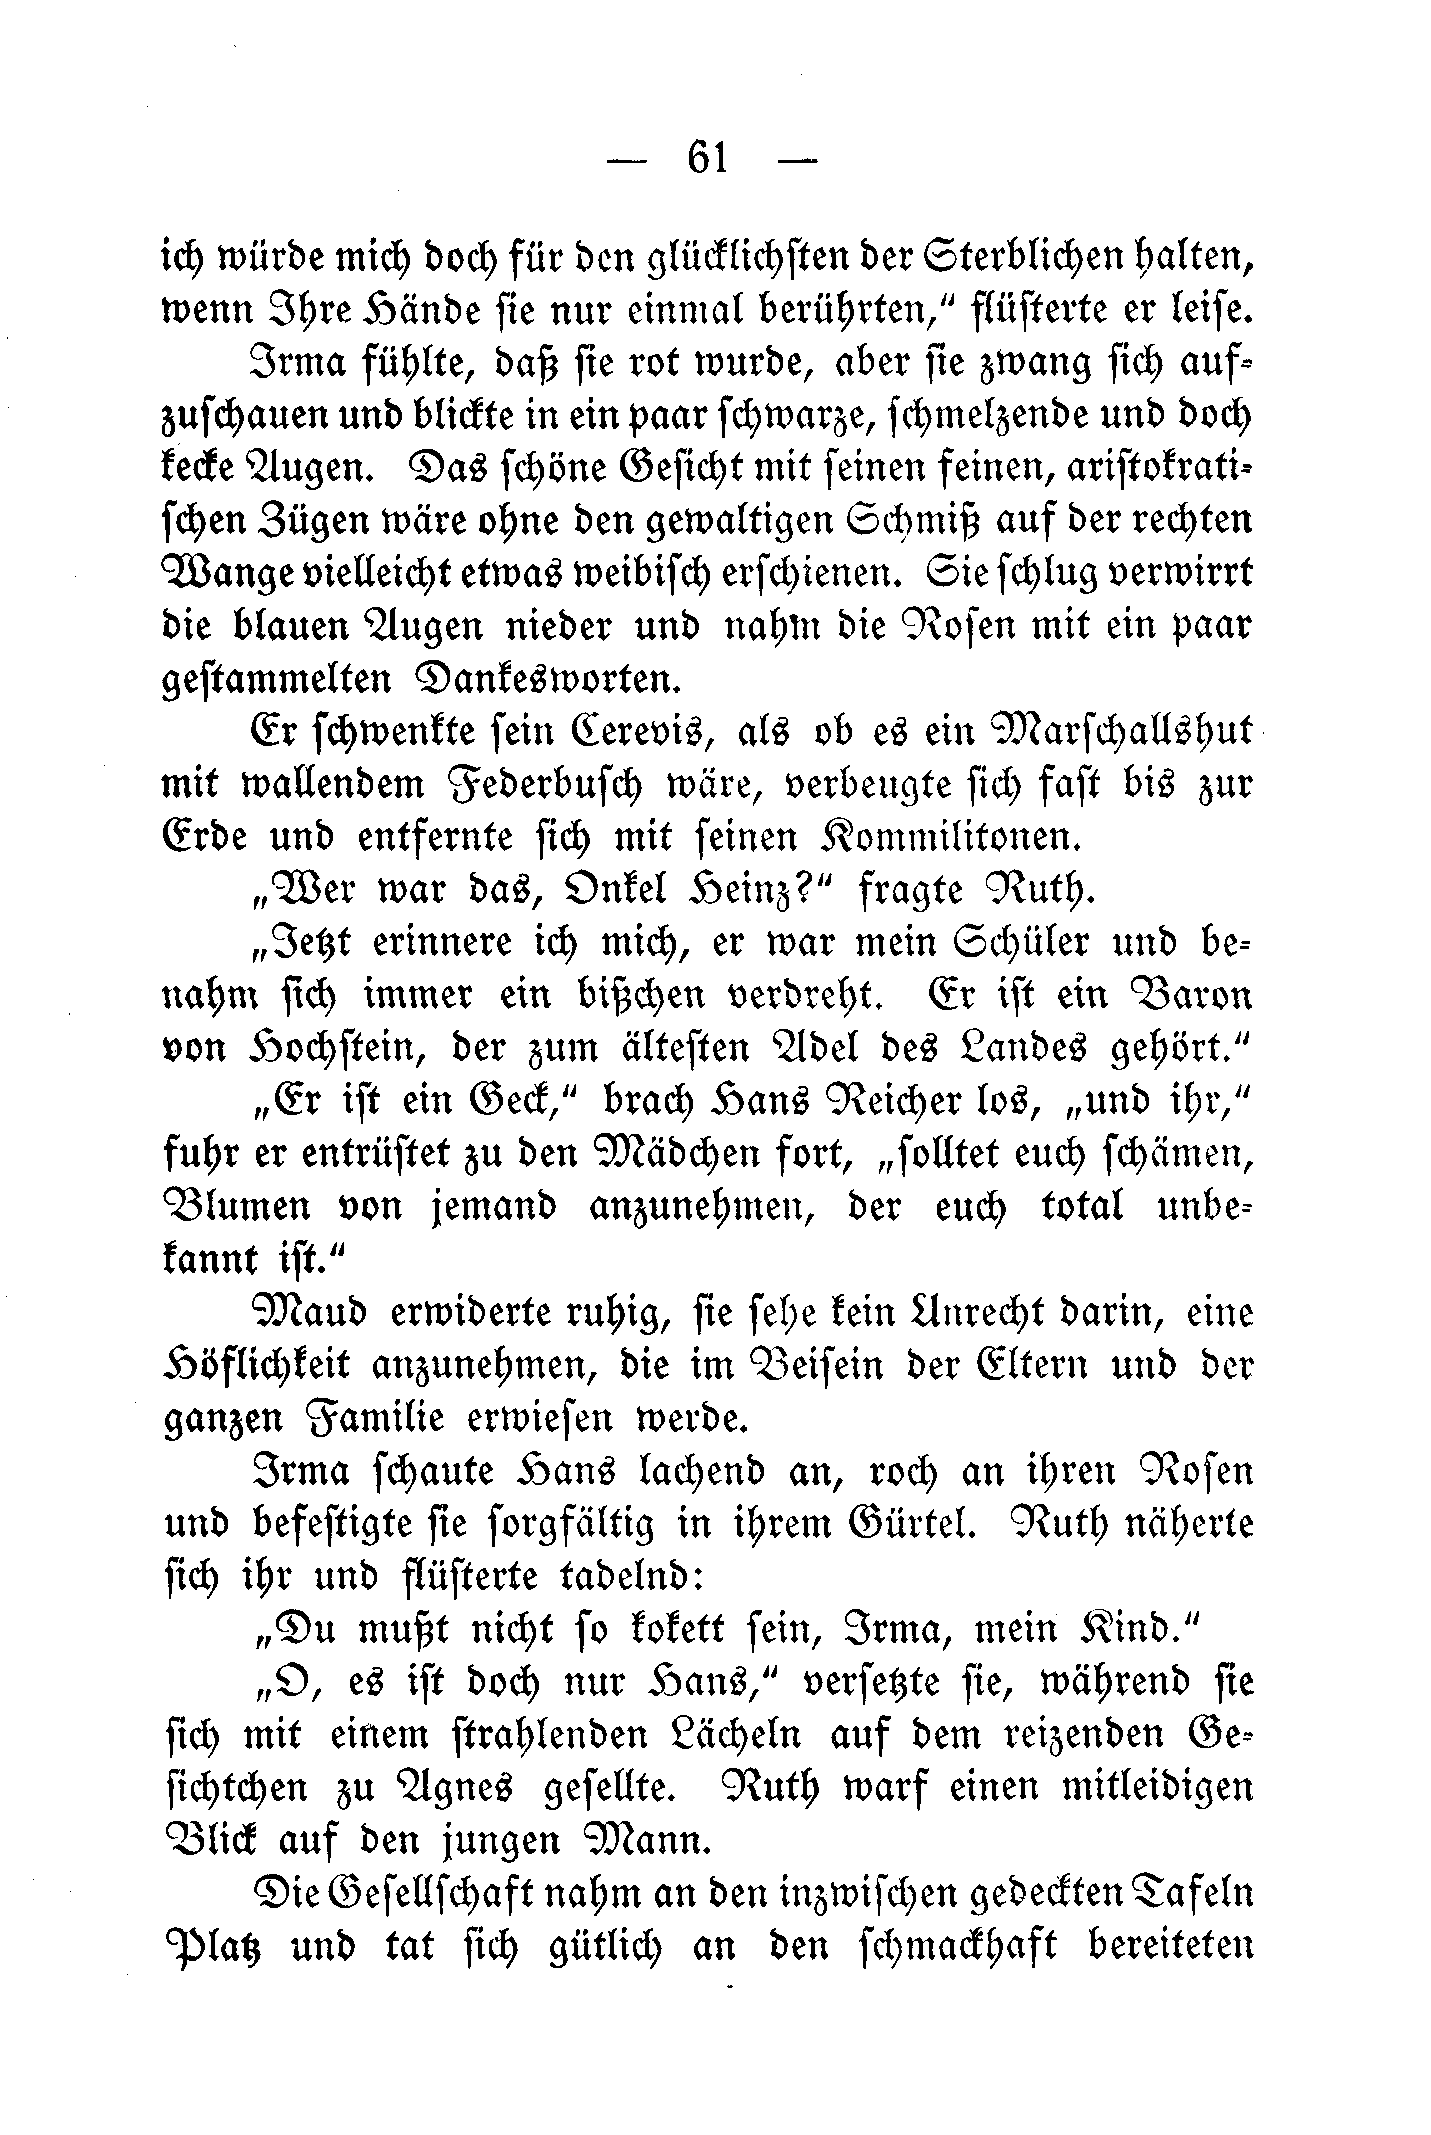 — 61 —
ich würde mich doch für den glücklichsten der Sterblichen halten,
wenn Ihre Hände sie nur einmal berührten,“ flüsterte er leise.
Irma fühlte, daß sie rot wurde, aber sie zwang sich auf-
zuschauen und blickte in ein paar schwarze, schmelzende und doch
kecke Augen. Das schöne Gesicht mit seinen feinen, aristokrati-
schen Zügen wäre ohne den gewaltigen Schmiß auf der rechten
Wange vielleicht etwas weibisch erschienen. Sie schlug verwirrt
die blauen Augen nieder und nahm die Rosen mit ein paar
gestammelten Dankesworten.
Er schwenkte sein Cerevis, als ob es ein Marschallshut
mit wallendem Federbusch wäre, verbeugte sich fast bis zur
Erde und entfernte sich mit seinen Kommilitonen.
„Wer war das, Onkel Heinz?“ fragte Ruth.
„Jetzt erinnere ich mich, er war mein Schüler und be-
nahm sich immer ein bißchen verdreht. Er ist ein Baron
von Hochstein, der zum ältesten Adel des Landes gehört.“
„Er ist ein Geck,“ brach Hans Reicher los, „und ihr,“
fuhr er entrüstet zu den Mädchen fort, „solltet euch schämen,
Blumen von jemand anzunehmen, der euch total unbe-
kannt ist.“
Maud erwiderte ruhig, sie sehe kein Unrecht darin, eine
Höflichkeit anzunehmen, die im Beisein der Eltern und der
ganzen Familie erwiesen werde.
Irma schaute Hans lachend an, roch an ihren Rosen
und befestigte sie sorgfältig in ihrem Gürtel. Ruth näherte
sich ihr und flüsterte tadelnd:
„Du mußt nicht so kokett sein, Irma, mein Kind.“
„O, es ist doch nur Hans,“ versetzte sie, während sie
sich mit einem strahlenden Lächeln auf dem reizenden Ge-
sichtchen zu Agnes gesellte. Ruth warf einen mitleidigen
Blick auf den jungen Mann.
Die Gesellschaft nahm an den inzwischen gedeckten Tafeln
Platz und tat sich gütlich an den schmackhaft bereiteten